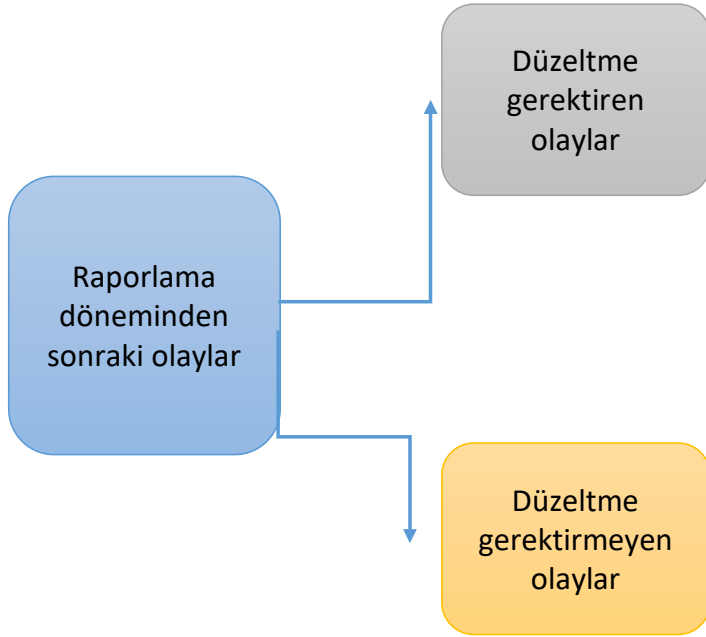 Düzeltme
gerektiren
olaylar
Raporlama
döneminden
sonraki olaylar
Düzeltme
gerektirmeyen
olaylar